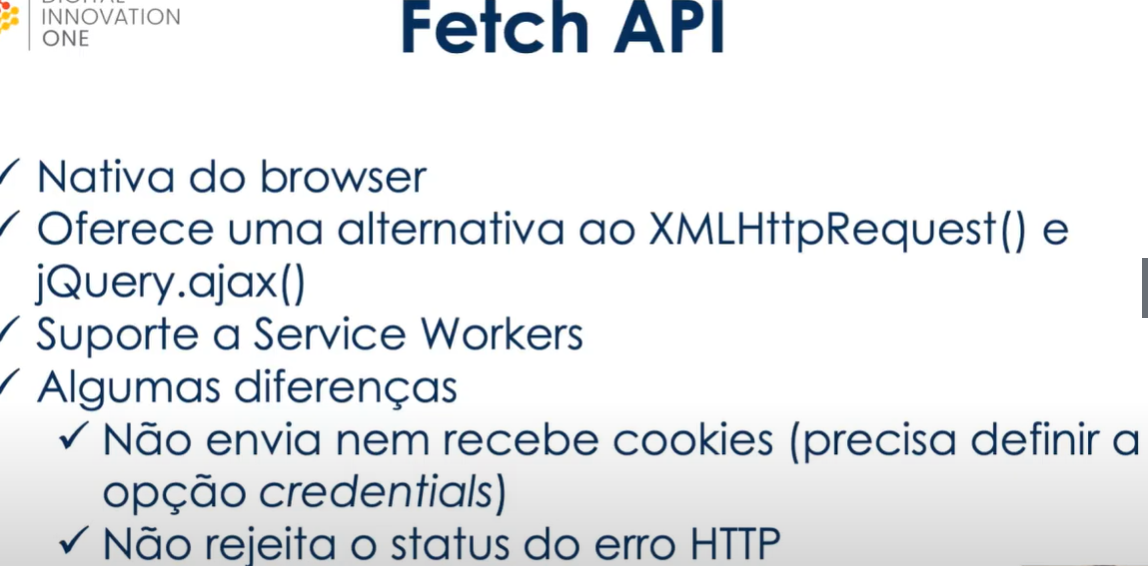 DIGITAL
INNOVATION
ONE
Fetch API
✓ Nativa do browser
✓ Oferece uma alternativa ao XMLHttpRequest() e
jQuery.ajax()
✓ Suporte a Service Workers
✓ Algumas diferenças
✓ Não envia nem recebe cookies (precisa definir a
opção credentials)
✓ Não rejeita o status do erro HTTP